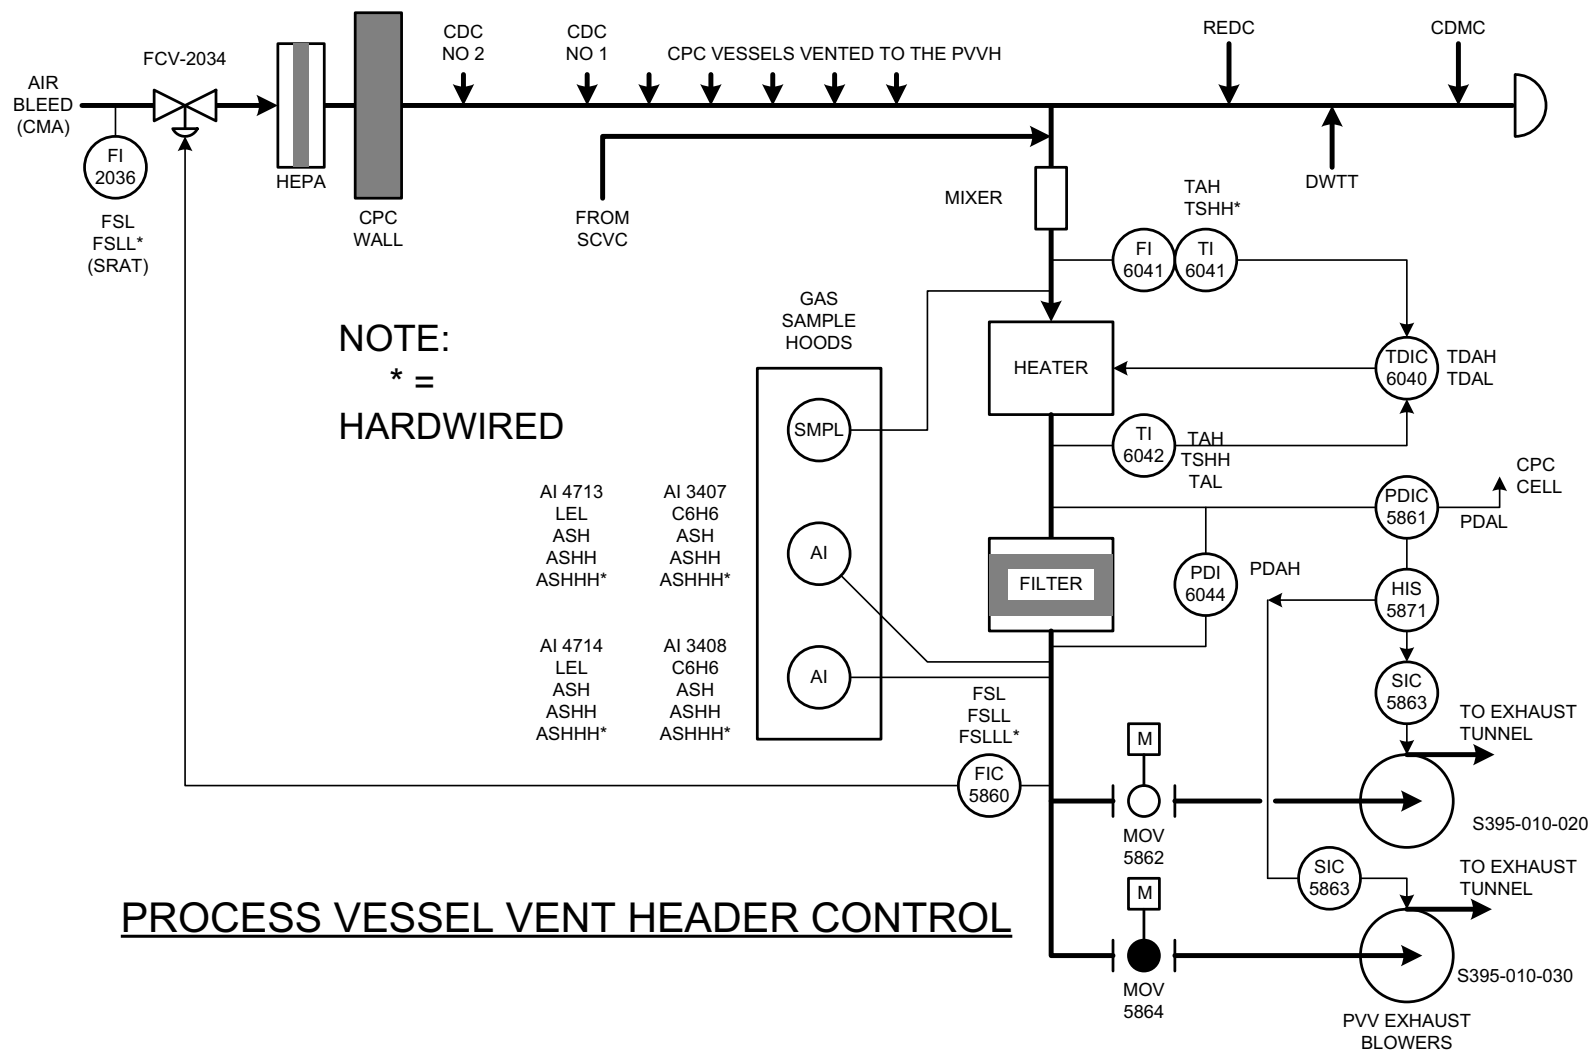 CDC
NO 2
CDC
NO 1
CPC VESSELS VENTED TO THE PVVH
REDC
CDMC
FCV-2034
AIR
BLEED
(CMA)
FI
2036
FSL
FSLL*
(SRAT)
HEPA
CPC
WALL
FROM
SCVC
MIXER
DWTT
TAH
TSHH*
FI
6041
TI
6041
NOTE:
* =
HARDWIRED
GAS
SAMPLE
HOODS
HEATER
TDIC
6040
TDAH
TDAL
SMPL
TI
6042
TAH
TSHH
TAL
CPC
CELL
PDIC
5861
PDAL
AI 4713
LEL
ASH
ASHH
ASHHH*
AI 3407
C6H6
ASH
ASHH
ASHHH*
AI
FILTER
PDI
6044
PDAH
HIS
5871
AI 4714
LEL
ASH
ASHH
ASHHH*
AI 3408
C6H6
ASH
ASHH
ASHHH*
AI
FSL
FSLL
FSLLL*
FIC
5860
SIC
5863
TO EXHAUST
TUNNEL
M
MOV
5862
S395-010-020
SIC
5863
TO EXHAUST
TUNNEL
M
MOV
5864
S395-010-030
PVV EXHAUST
BLOWERS
PROCESS VESSEL VENT HEADER CONTROL